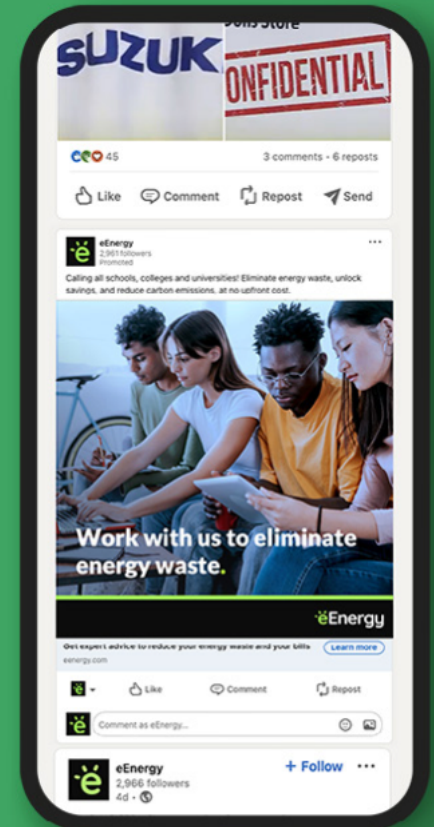 SUZUK
Dolls Store
ONFIDENTIAL
45
3 comments • 6 reposts
Like
Comment
Repost
Send
ë
eEnergy
2,961 followers
Promoted
Calling all schools, colleges and universities! Eliminate energy waste, unlock
savings, and reduce carbon emissions, at no upfront cost.
Work with us to eliminate
energy waste.
ëEnergy
Get expert advice to reduce your energy waste and your bills
eenergy.com
Learn more
ë
Like
Comment
Repost
ë
Comment as eEnergy...
ë
eEnergy
2,966 followers
4d •
+ Follow